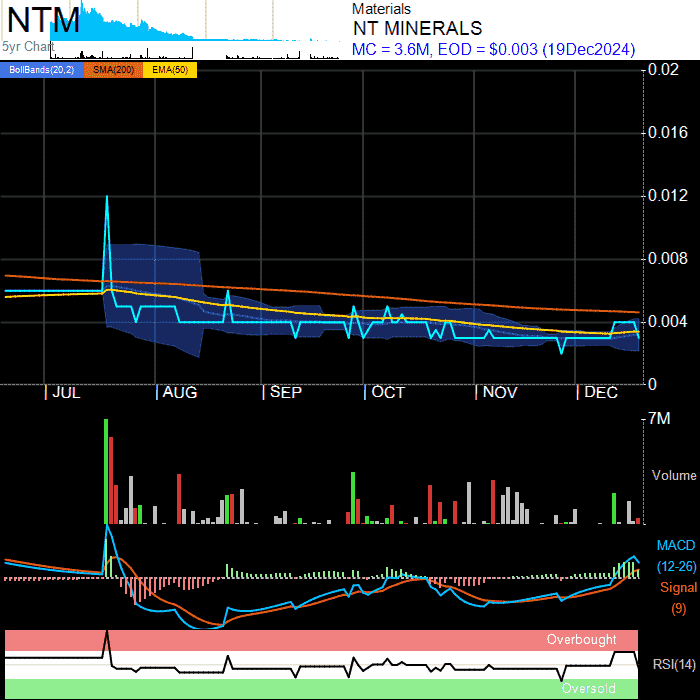 NTM
5yr Chart
Materials
NT MINERALS
MC = 3.6M, EOD = $0.003 (19Dec2024)
BollBands(20,2) SMA(200) EMA(50)
0.02
0.016
0.012
0.008
0.004
0
JUL AUG SEP OCT NOV DEC
7M
Volume
MACD
(12-26)
Signal
(9)
Overbought
RSI(14)
Oversold